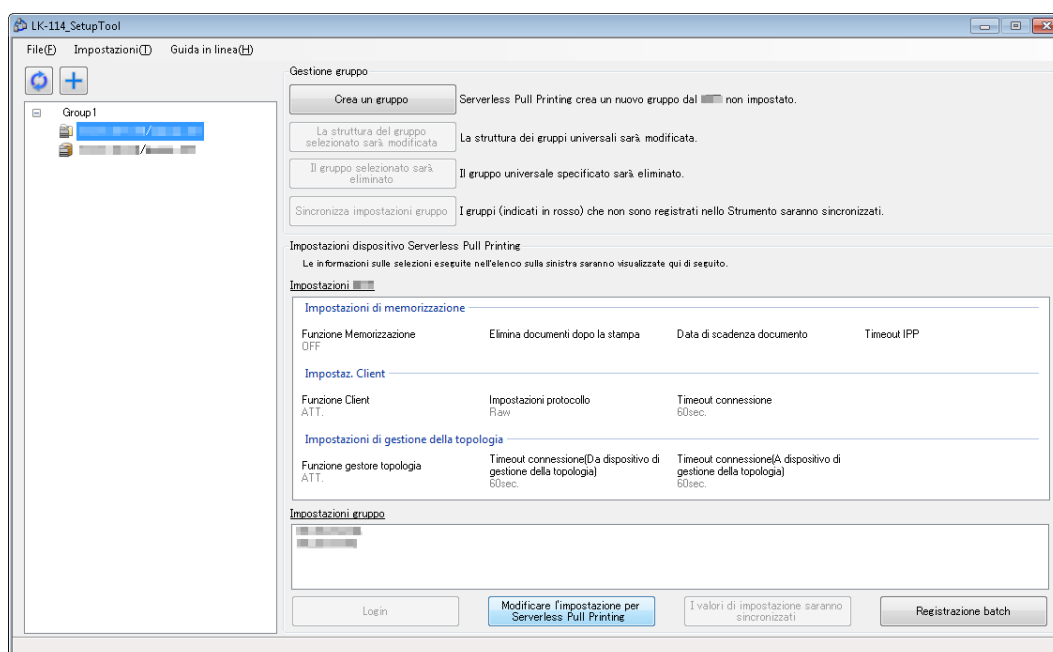 LK-114_SetupTool
File(F) Impostazioni(T) Guida in linea(H)
Gestione gruppo
Crea un gruppo
Serverless Pull Printing crea un nuovo gruppo dal non impostato.
Group1
La struttura del gruppo
selezionato sarà modificata
La struttura dei gruppi universali sarà modificata.
Il gruppo selezionato sarà
eliminato
Il gruppo universale specificato sarà eliminato.
Sincronizza impostazioni gruppo
I gruppi (indicati in rosso) che non sono registrati nello Strumento saranno sincronizzati.
Impostazioni dispositivo Serverless Pull Printing
Le informazioni sulle selezioni eseguite nell'elenco sulla sinistra saranno visualizzate qui di seguito.
Impostazioni
Impostazioni di memorizzazione
Funzione Memorizzazione Elimina documenti dopo la stampa Data di scadenza documento Timeout IPP
OFF
Impostaz. Client
Funzione Client Impostazioni protocollo Timeout connessione
ATT. Raw 60sec.
Impostazioni di gestione della topologia
Funzione gestore topologia
ATT.
Timeout connessione(Da dispositivo di
gestione della topologia)
60sec.
Timeout connessione(A dispositivo di
gestione della topologia)
60sec.
Impostazioni gruppo
Login
Modificare l'impostazione per
Serverless Pull Printing
I valori di impostazione saranno
sincronizzati
Registrazione batch